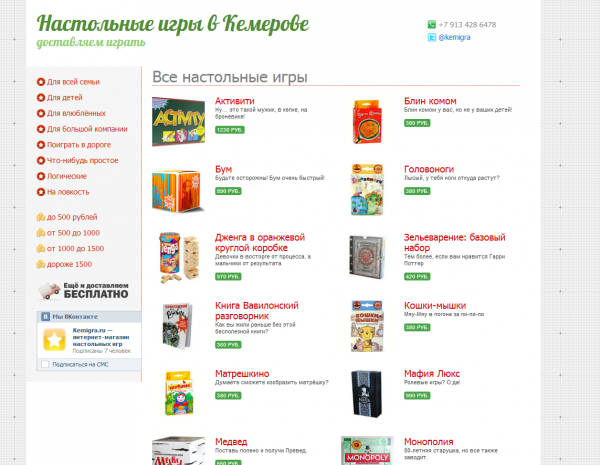 Настольные игры в Кемерове
доставляем играть
+7 913 428 6478
@kemigra
Для всей семьи
Для детей
Для влюблённых
Для большой компании
Поиграть в дороге
Что-нибудь простое
Логические
На ловкость
до 500 рублей
от 500 до 1000
от 1000 до 1500
дороже 1500
Ещё и доставляем
БЕСПЛАТНО
В Мы ВКонтакте
Kemigra.ru —
интернет-магазин
настольных игр
Подписаны 7 человек
Подписаться на СМС
Все настольные игры
Активити
Ну... это такой мужик, в кепке, на
броневике!
1230 РУБ.
Блин комом
Блин комом у вас, но не у ваших детей!
380 РУБ.
Бум
Будьте осторожны! Бум очень быстрый!
890 РУБ.
Головоноги
Лысый, у тебя ноги откуда растут?
380 РУБ.
Дженга в оранжевой
круглой коробке
Девочки в восторге от процесса, а
мальчики от результата
970 РУБ.
Зельеварение: базовый
набор
Тем более, если вам нравится Гарри
Поттер
420 РУБ.
Книга Вавилонский
разговорник
Как вы жили раньше без этой
бесполезной книги?
360 РУБ.
Кошки-мышки
Мяу-Мяу в погоне за пи-пи-пи
380 РУБ.
Матрешкино
Думаете сможете изобразить матрёшку?
380 РУБ.
Мафия Люкс
Ролевые игры? О да!
990 РУБ.
Медвед
Поставь полено и получи Превед
Монополия
80-летняя старушка, но все также
заводит
ACTIVITY
MONOPOLY